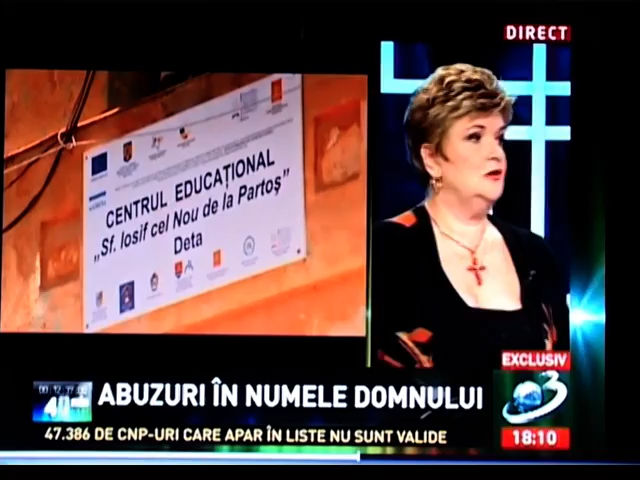 DIRECT
CENTRUL EDUCAȚIONAL
„Sf. Iosif cel Nou de la Partoș”
Deta
EXCLUSIV
ABUZURI ÎN NUMELE DOMNULUI
3
47.386 DE CNP-URI CARE APAR ÎN LISTE NU SUNT VALIDE
18:10